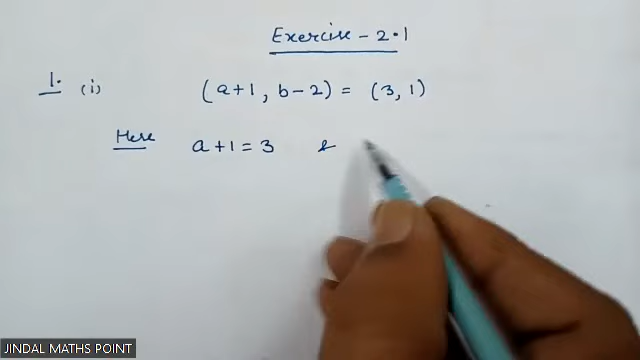 Exercise - 2.1
1. (i) (a+1, b-2) = (3, 1)
Here a+1=3 &
JINDAL MATHS POINT